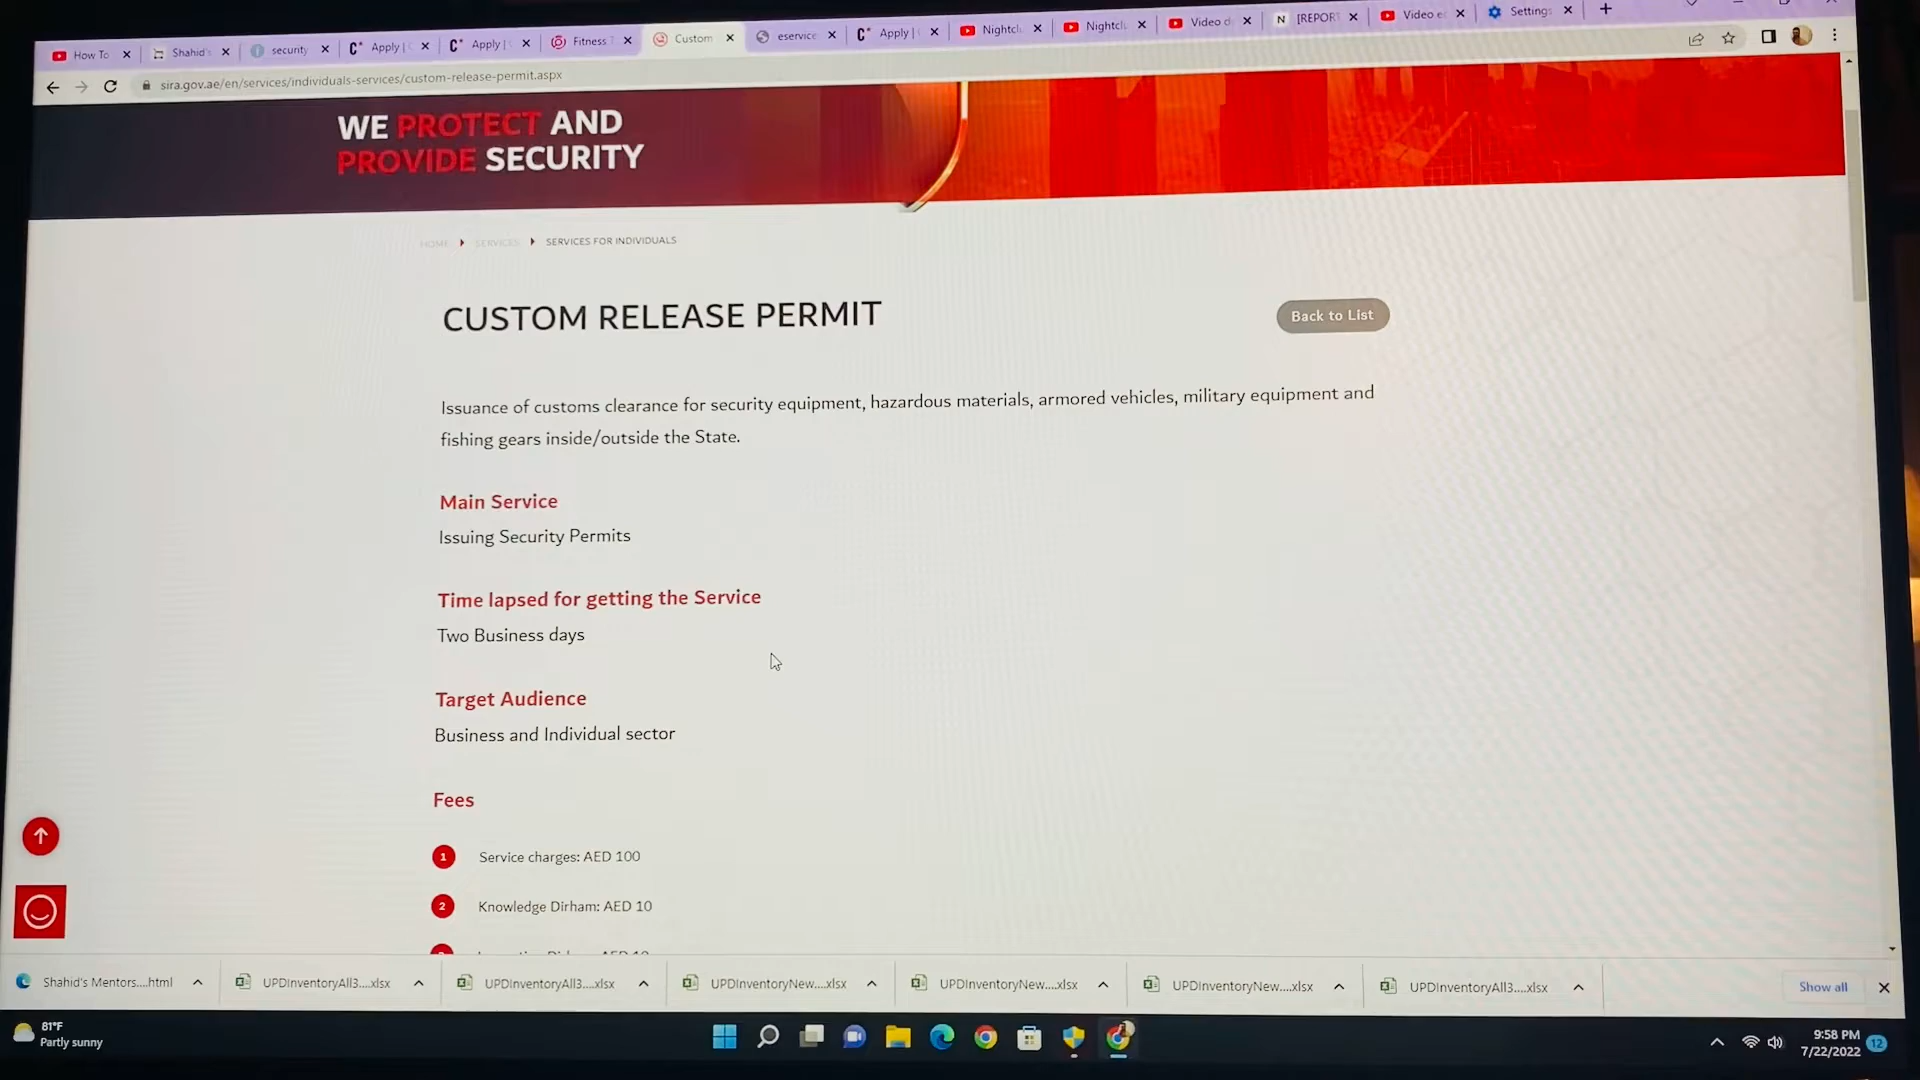 How To
Shahid's
security
C* Apply | C
C* Apply |
Fitness T
Custom
eservice
C* Apply |
Nightclu
Nightclu
Video d
N [REPORT
Video e
Settings
sira.gov.ae/en/services/individuals-services/custom-release-permit.aspx
WE PROTECT AND
PROVIDE SECURITY
HOME SERVICES SERVICES FOR INDIVIDUALS
CUSTOM RELEASE PERMIT
Back to List
Issuance of customs clearance for security equipment, hazardous materials, armored vehicles, military equipment and
fishing gears inside/outside the State.
Main Service
Issuing Security Permits
Time lapsed for getting the Service
Two Business days
Target Audience
Business and Individual sector
Fees
1 Service charges: AED 100
2 Knowledge Dirham: AED 10
Shahid's Mentors....html
UPDInventoryAll3....xlsx
UPDInventoryAll3....xlsx
UPDInventoryNew....xlsx
UPDInventoryNew....xlsx
UPDInventoryNew....xlsx
UPDInventoryAll3....xlsx
Show all
81°F
Partly sunny
9:58 PM
7/22/2022
12